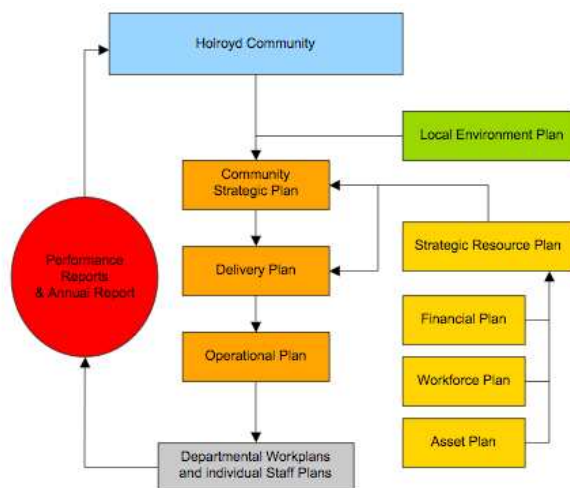 Holroyd Community
Local Environment Plan
Community
Strategic Plan
Strategic Resource Plan
Performance
Reports
& Annual Report
Delivery Plan
Financial Plan
Operational Plan
Workforce Plan
Asset Plan
Departmental Workplans
and individual Staff Plans